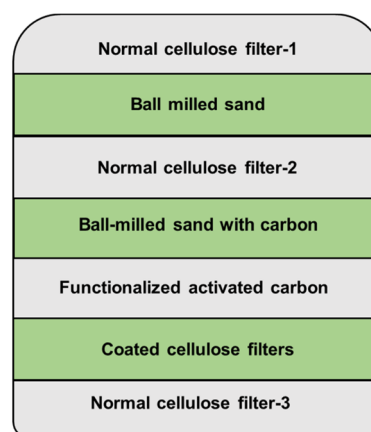 Normal cellulose filter-1
Ball milled sand
Normal cellulose filter-2
Ball-milled sand with carbon
Functionalized activated carbon
Coated cellulose filters
Normal cellulose filter-3